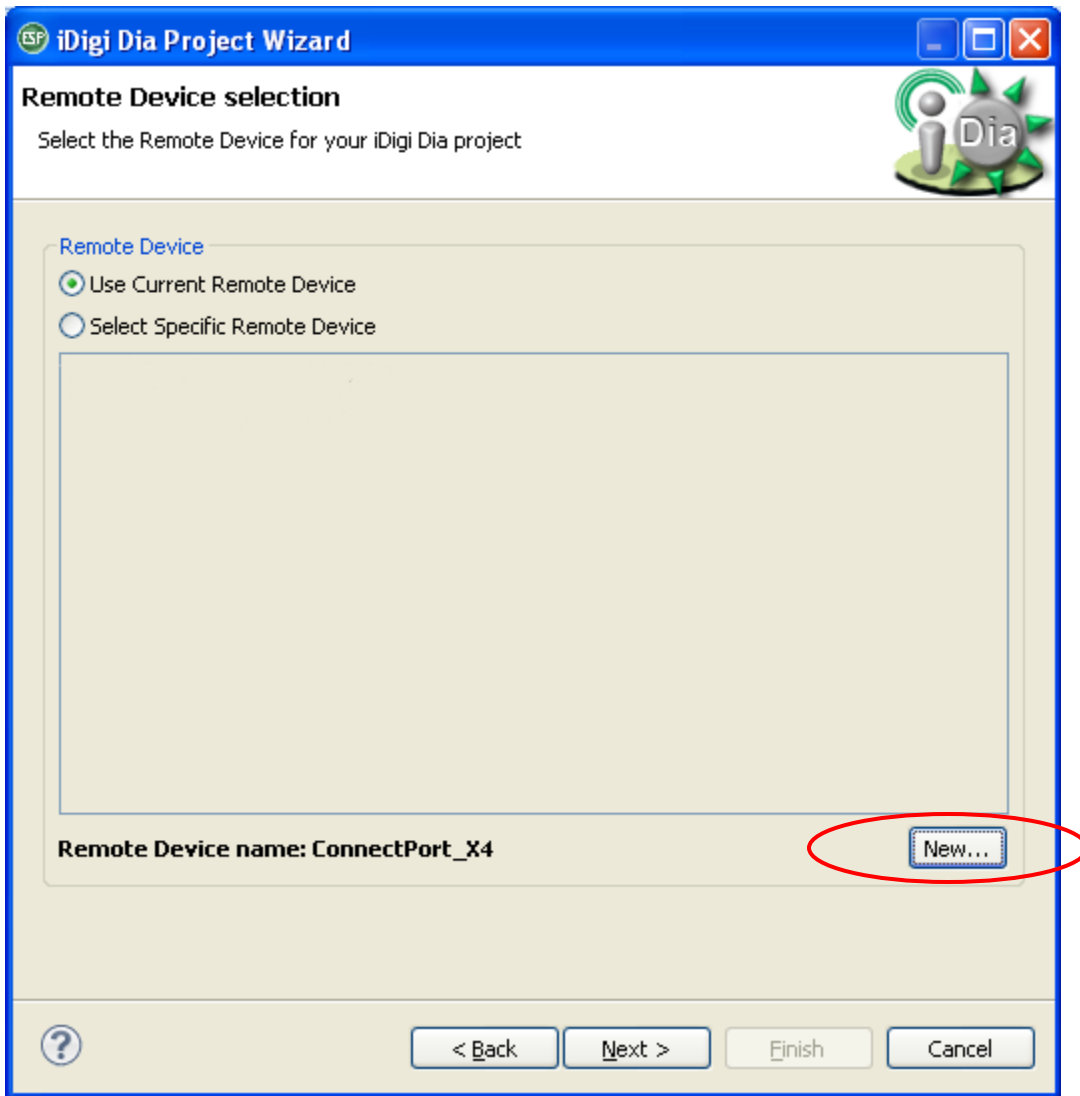 ESP iDigi Dia Project Wizard
Remote Device selection
Select the Remote Device for your iDigi Dia project
Dia
Remote Device
Use Current Remote Device
Select Specific Remote Device
Remote Device name: ConnectPort_X4
New...
?
< Back
Next >
Finish
Cancel